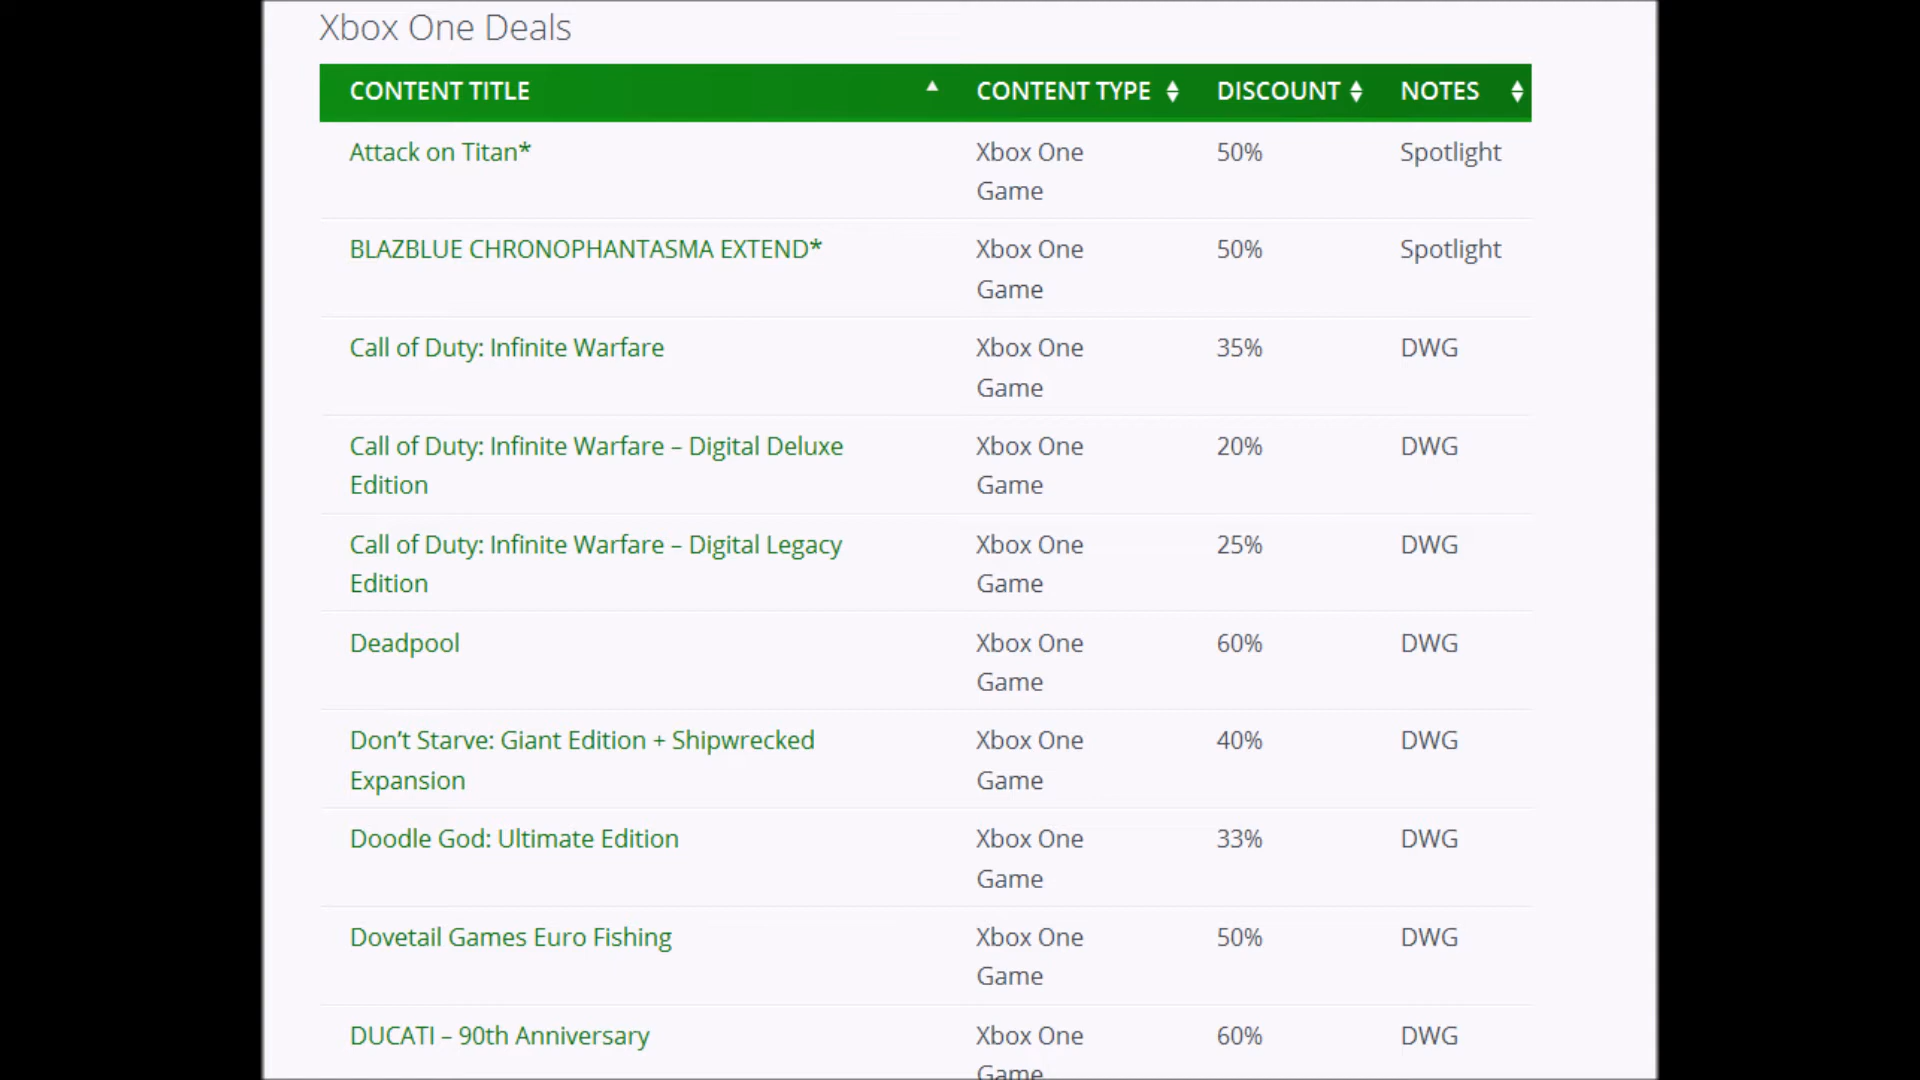 Xbox One Deals
CONTENT TITLE CONTENT TYPE DISCOUNT NOTES
Attack on Titan* Xbox One 50% Spotlight
Game
BLAZBLUE CHRONOPHANTASMA EXTEND* Xbox One 50% Spotlight
Game
Call of Duty: Infinite Warfare Xbox One 35% DWG
Game
Call of Duty: Infinite Warfare – Digital Deluxe Xbox One 20% DWG
Edition Game
Call of Duty: Infinite Warfare – Digital Legacy Xbox One 25% DWG
Edition Game
Deadpool Xbox One 60% DWG
Game
Don’t Starve: Giant Edition + Shipwrecked Xbox One 40% DWG
Expansion Game
Doodle God: Ultimate Edition Xbox One 33% DWG
Game
Dovetail Games Euro Fishing Xbox One 50% DWG
Game
DUCATI – 90th Anniversary Xbox One 60% DWG
Game